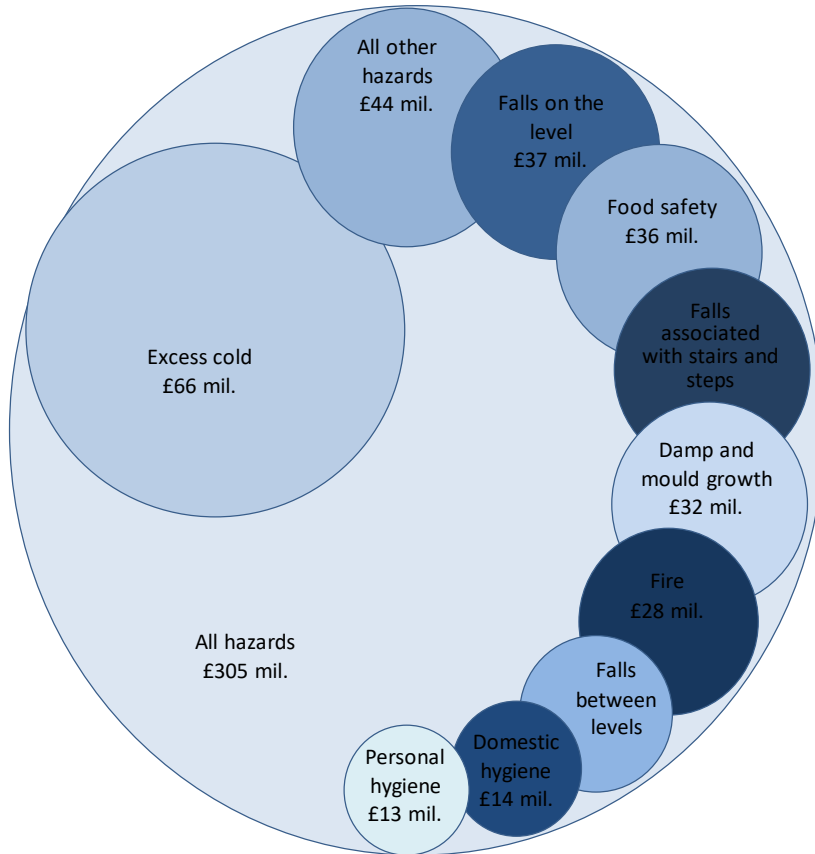 All other
hazards
£44 mil.
Falls on the
level
£37 mil.
Food safety
£36 mil.
Falls
associated
with stairs and
steps
Excess cold
£66 mil.
Damp and
mould growth
£32 mil.
Fire
£28 mil.
All hazards
£305 mil.
Falls
between
levels
Domestic
hygiene
£14 mil.
Personal
hygiene
£13 mil.